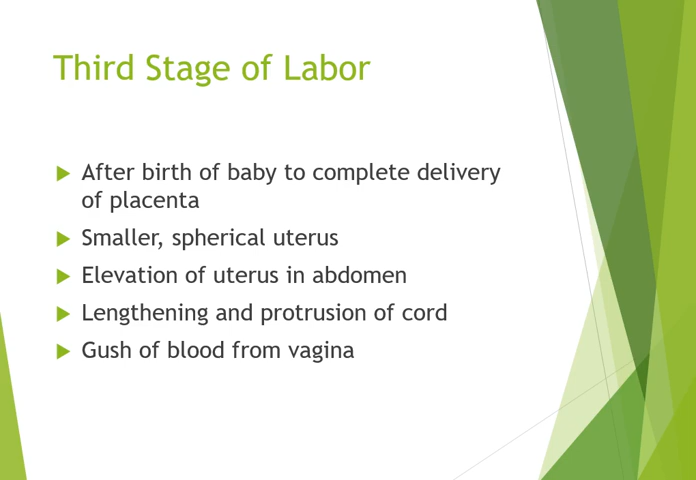 Third Stage of Labor
After birth of baby to complete delivery
of placenta
Smaller, spherical uterus
Elevation of uterus in abdomen
Lengthening and protrusion of cord
Gush of blood from vagina